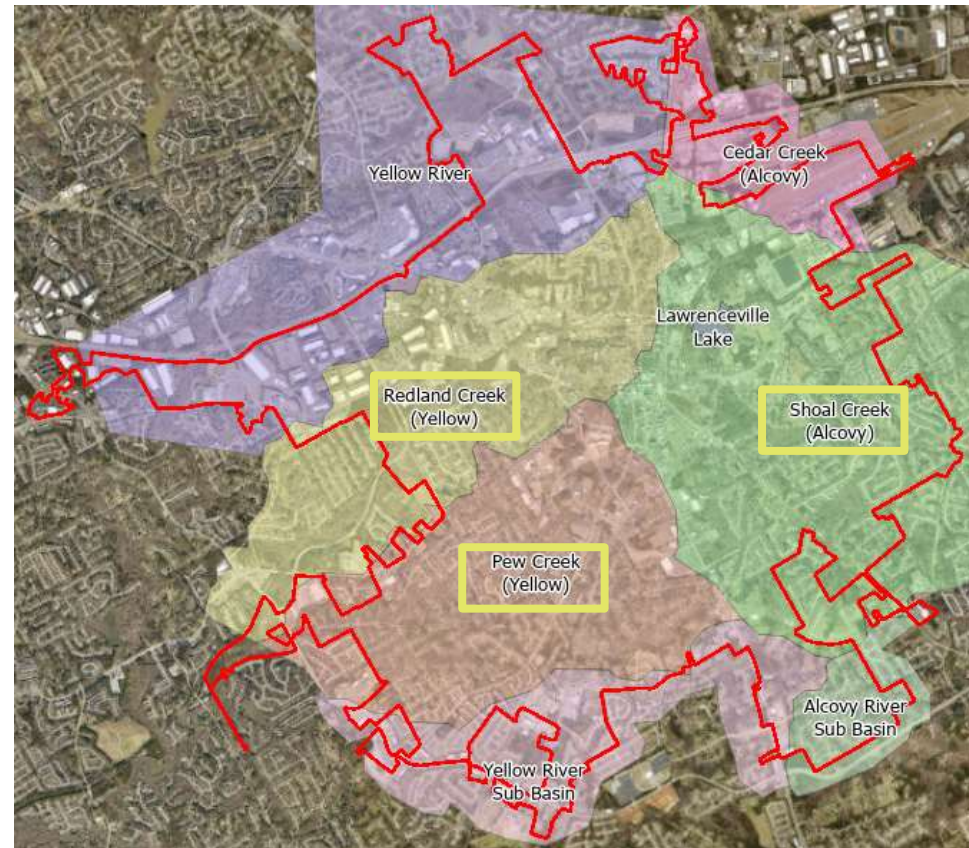 Yellow River
Cedar Creek
(Alcovy)
Lawrenceville
Lake
Redland Creek
(Yellow)
Shoal Creek
(Alcovy)
Pew Creek
(Yellow)
Alcovy River
Sub Basin
Yellow River
Sub Basin